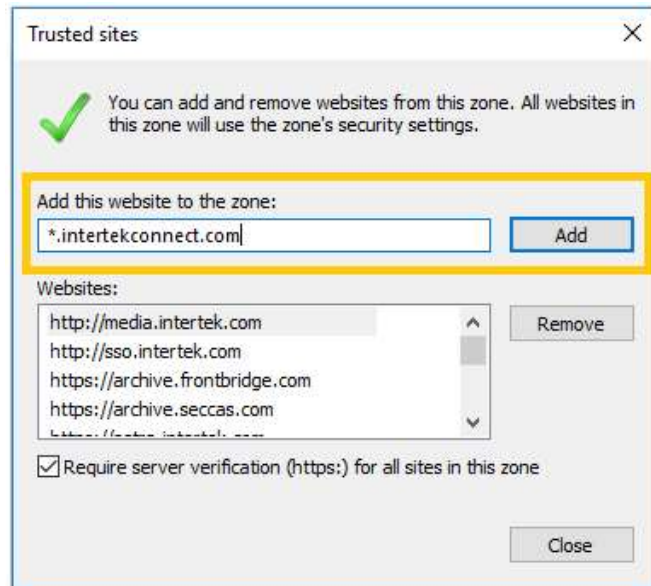 Trusted sites
You can add and remove websites from this zone. All websites in
this zone will use the zone's security settings.
Add this website to the zone:
*.intertekconnect.com
Add
Websites:
http://media.intertek.com
Remove
http://sso.intertek.com
https://archive.frontbridge.com
https://archive.seccas.com
Require server verification (https:) for all sites in this zone
Close